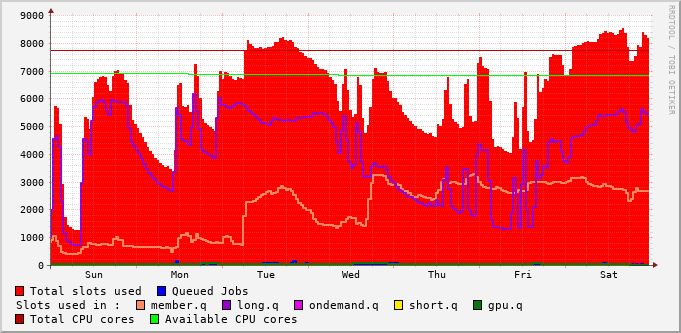 RRDTOOL / TOBI OETIKER
9000
8000
7000
6000
5000
4000
3000
2000
1000
0
Sun Mon Tue Wed Thu Fri Sat
Total slots used Queued Jobs
Slots used in : member.q long.q ondemand.q short.q gpu.q
Total CPU cores Available CPU cores